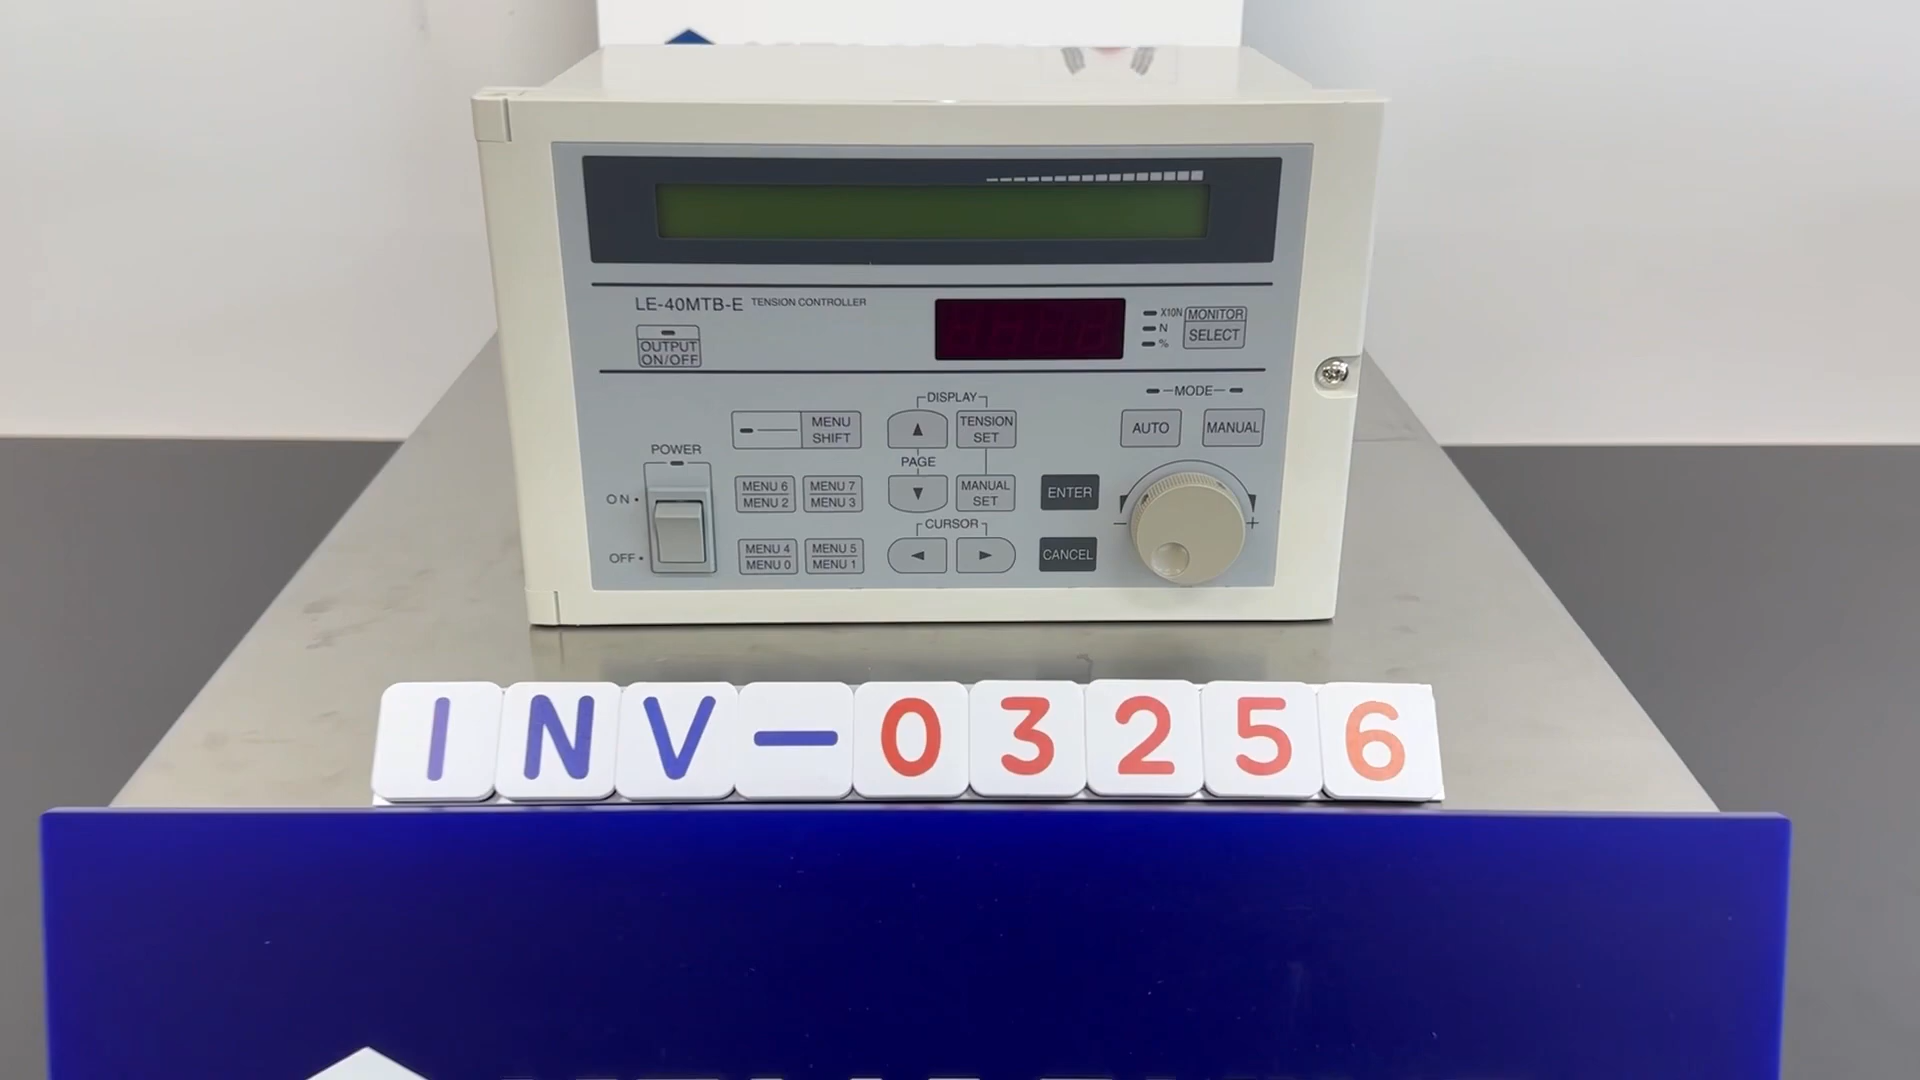 LE-40MTB-E TENSION CONTROLLER
OUTPUT
ON/OFF
X10N
N
%
MONITOR
SELECT
POWER
ON
OFF
MENU
SHIFT
MENU 6
MENU 2
MENU 7
MENU 3
MENU 4
MENU 0
MENU 5
MENU 1
DISPLAY
▲
PAGE
▼
TENSION
SET
MANUAL
SET
CURSOR
◄
►
MODE
AUTO
MANUAL
ENTER
CANCEL
− +
INV-03256